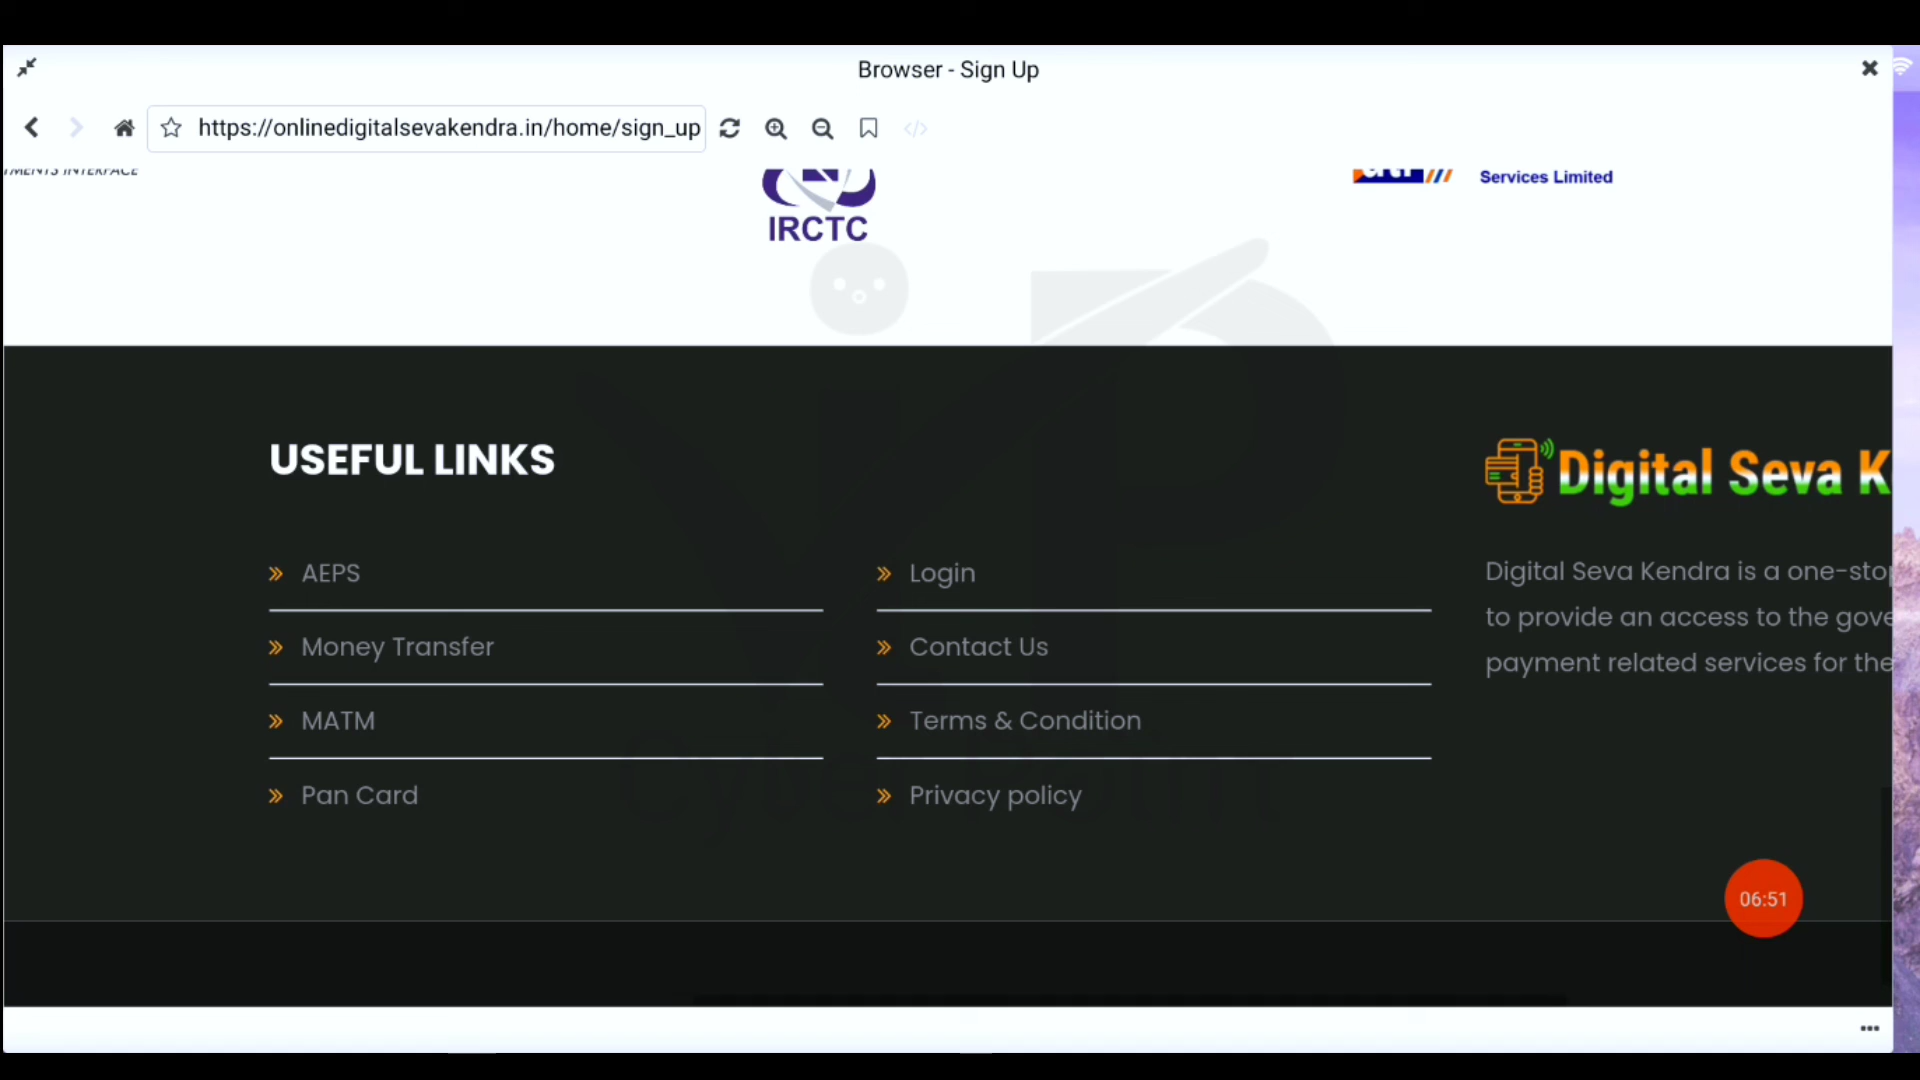 Browser - Sign Up
https://onlinedigitalsevakendra.in/home/sign_up
IRCTC
Services Limited
USEFUL LINKS
Digital Seva K
AEPS
Login
Digital Seva Kendra is a one-sto
Money Transfer
Contact Us
to provide an access to the gove
payment related services for the
MATM
Terms & Condition
Pan Card
Privacy policy
06:51